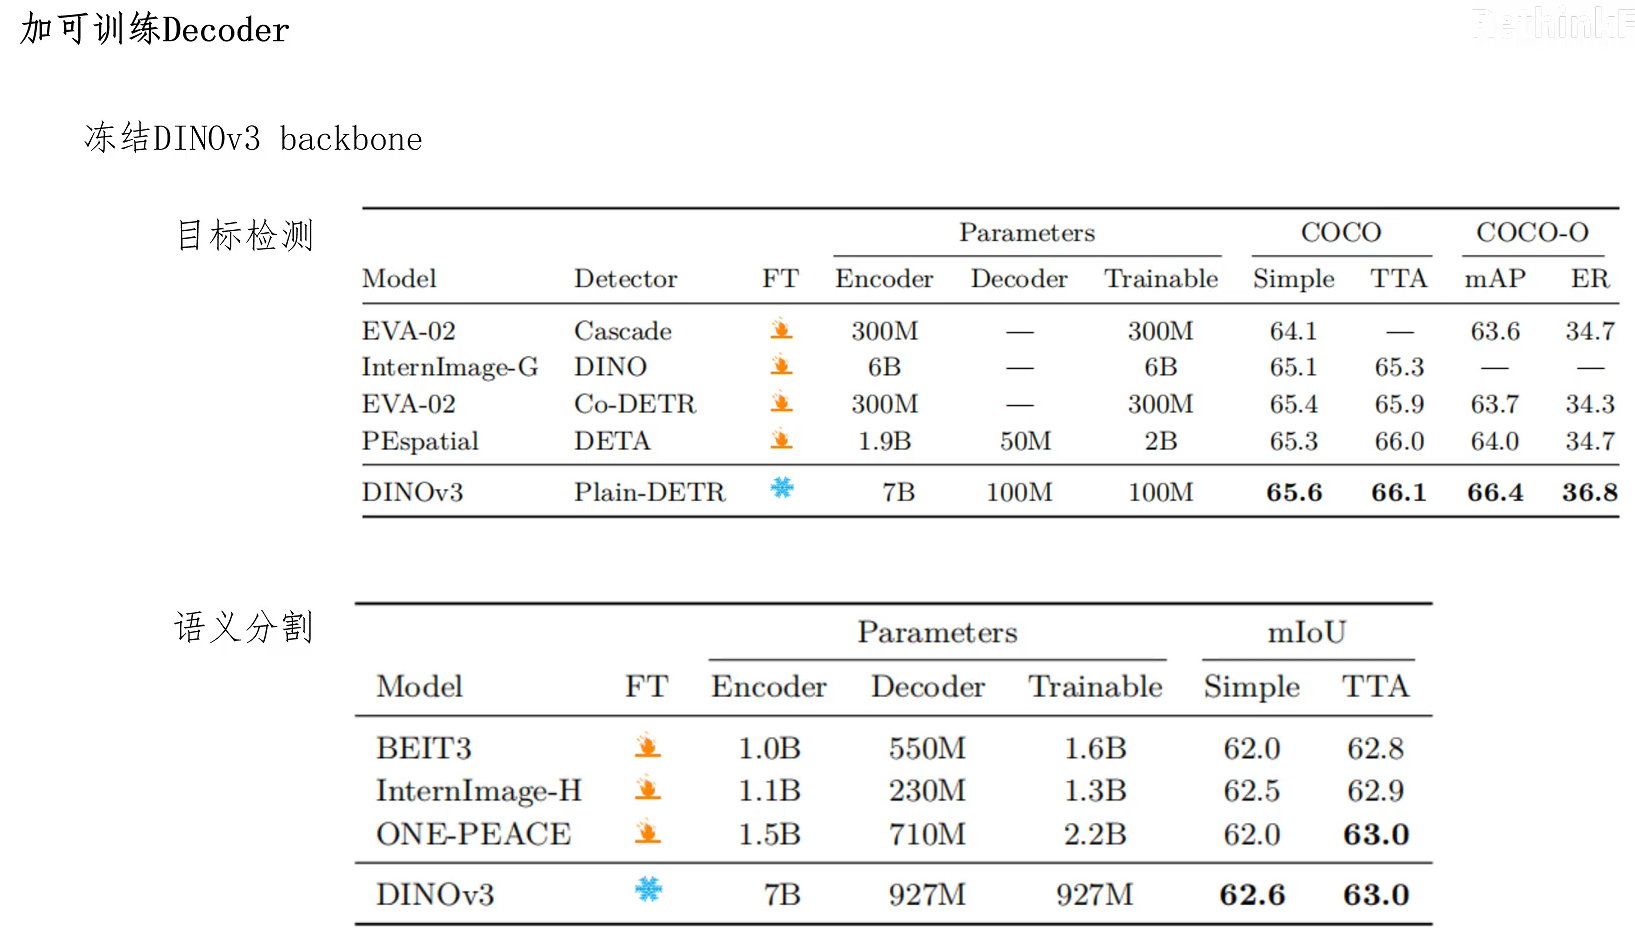 加可训练Decoder
RethinkF
冻结DINOv3 backbone
目标检测
Parameters COCO COCO-O
Model Detector FT Encoder Decoder Trainable Simple TTA mAP ER
EVA-02 Cascade 300M — 300M 64.1 — 63.6 34.7
InternImage-G DINO 6B — 6B 65.1 65.3 — —
EVA-02 Co-DETR 300M — 300M 65.4 65.9 63.7 34.3
PEspatial DETA 1.9B 50M 2B 65.3 66.0 64.0 34.7
DINOv3 Plain-DETR 7B 100M 100M 65.6 66.1 66.4 36.8
语义分割
Parameters mIoU
Model FT Encoder Decoder Trainable Simple TTA
BEIT3 1.0B 550M 1.6B 62.0 62.8
InternImage-H 1.1B 230M 1.3B 62.5 62.9
ONE-PEACE 1.5B 710M 2.2B 62.0 63.0
DINOv3 7B 927M 927M 62.6 63.0